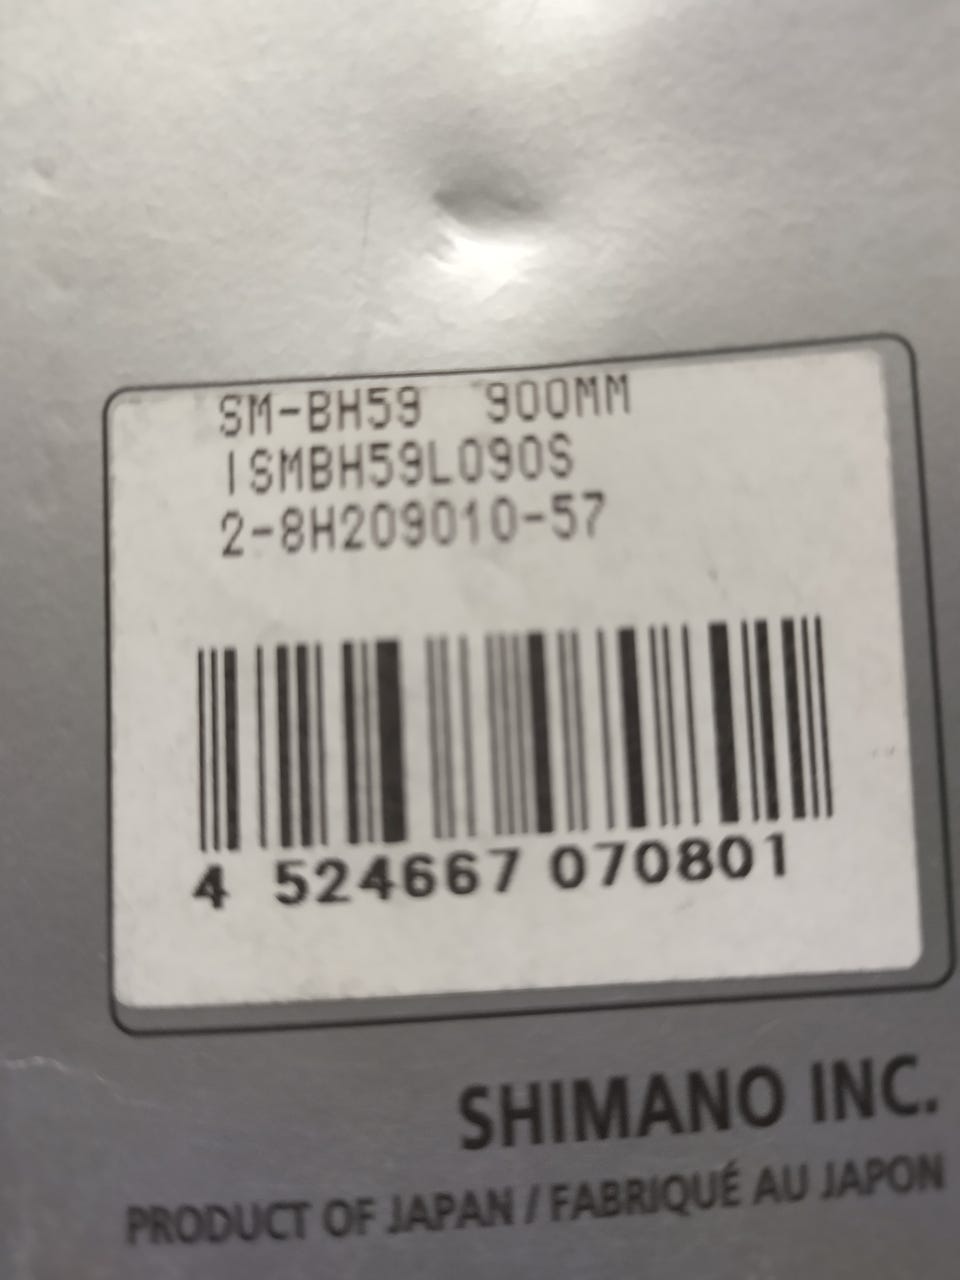 SM-BH59 900MM
ISMBH59L090S
2-8H209010-57
4 524667 070801
SHIMANO INC.
PRODUCT OF JAPAN / FABRIQUÉ AU JAPON